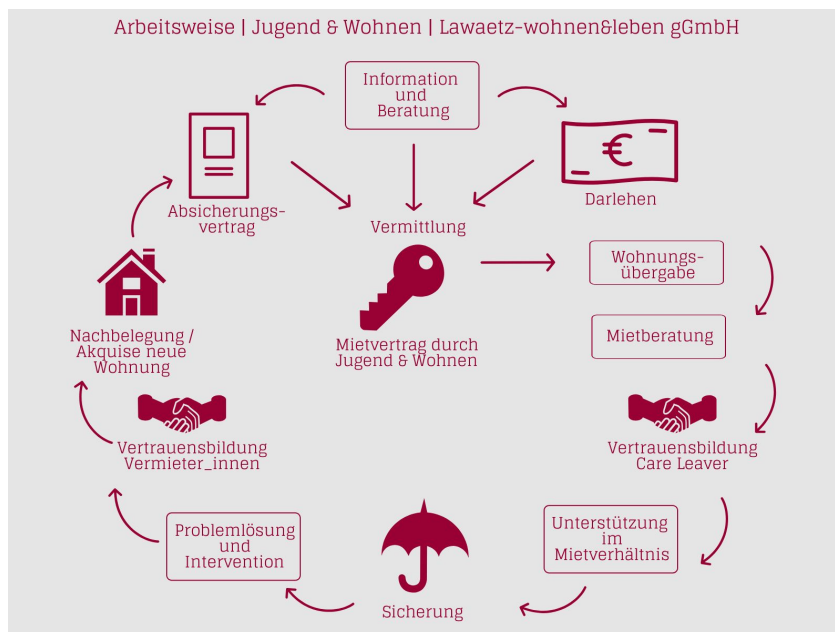 Arbeitsweise | Jugend & Wohnen | Lawaetz-wohnen&leben gGmbH
Information
und
Beratung
Absicherungs-
vertrag
Darlehen
Vermittlung
Mietvertrag durch
Jugend & Wohnen
Wohnungs-
übergabe
Mietberatung
Vertrauensbildung
Care Leaver
Unterstützung
im
Mietverhältnis
Sicherung
Problemlösung
und
Intervention
Vertrauensbildung
Vermieter_innen
Nachbelegung /
Akquise neue
Wohnung